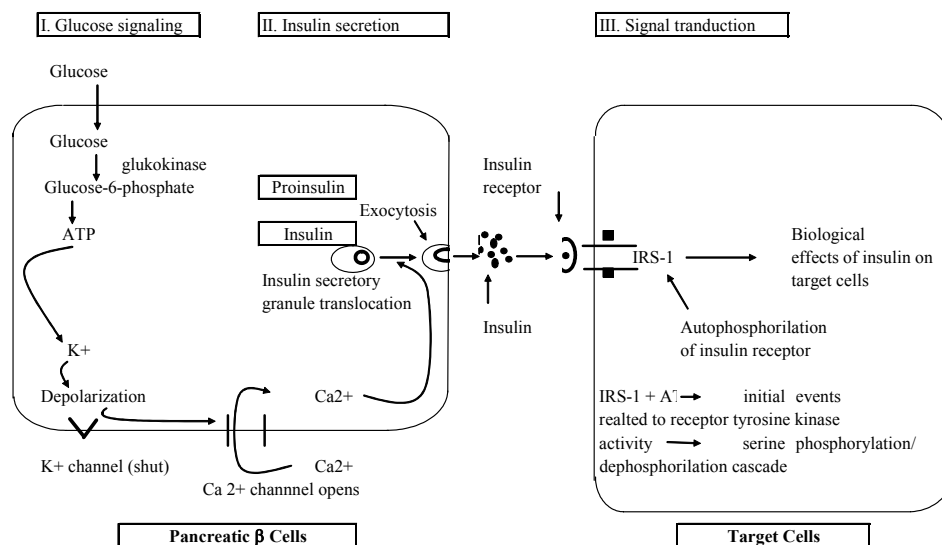 I. Glucose signaling
II. Insulin secretion
III. Signal tranduction
Glucose
Glucose
glukokinase
Glucose-6-phosphate
ATP
K+
Depolarization
K+ channel (shut)
Proinsulin
Insulin
Exocytosis
Insulin secretory
granule translocation
Ca2+
Ca2+
Ca 2+ channnel opens
Insulin
receptor
Insulin
IRS-1
Biological
effects of insulin on
target cells
Autophosphorilation
of insulin receptor
IRS-1 + initial events
realted to receptor tyrosine kinase
activity serine phosphorylation/
dephosphorilation cascade
Pancreatic β Cells
Target Cells